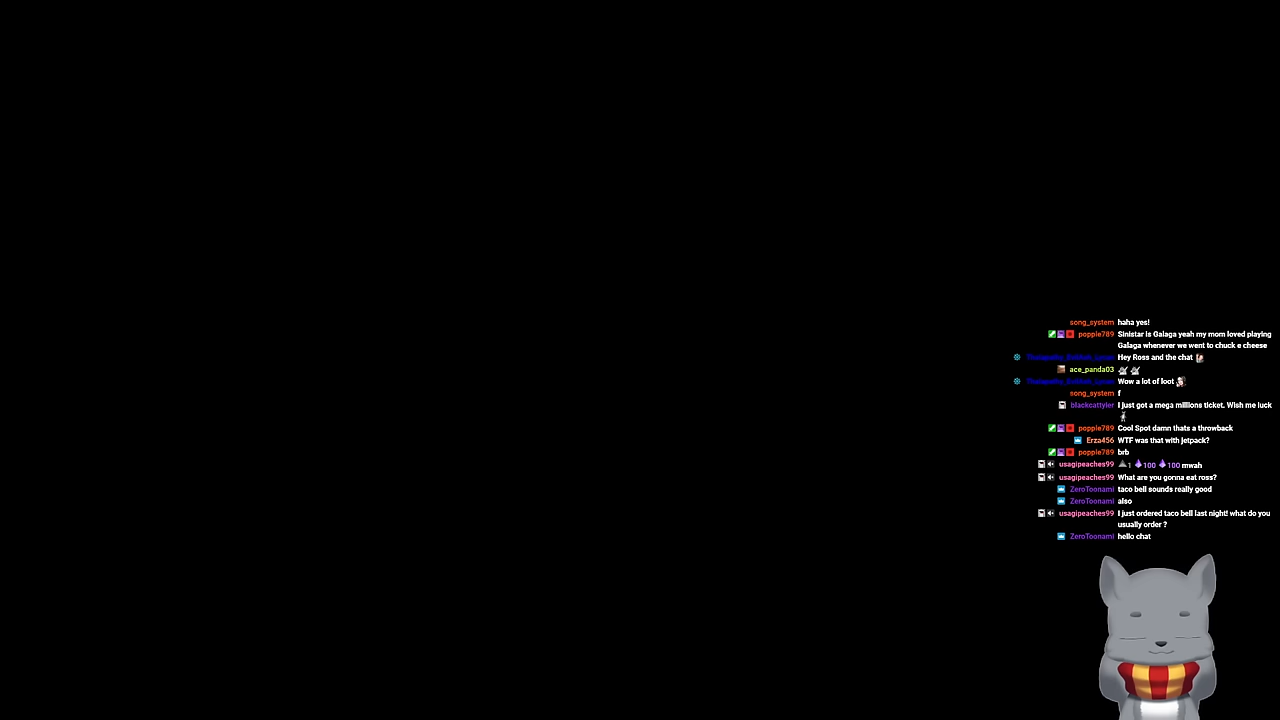 song_system haha yes!
popple789 Sinistar is Galaga yeah my mom loved playing
Galaga whenever we went to chuck e cheese
Hey Ross and the chat
ace_panda03
Wow a lot of loot
song_system f
blackcattyler I just got a mega millions ticket. Wish me luck
popple789 Cool Spot damn thats a throwback
Erza456 WTF was that with jetpack?
popple789 brb
usagipeaches99 1 100 100 mwah
usagipeaches99 What are you gonna eat ross?
ZeroToonami taco bell sounds really good
ZeroToonami also
usagipeaches99 I just ordered taco bell last night! what do you
usually order ?
ZeroToonami hello chat